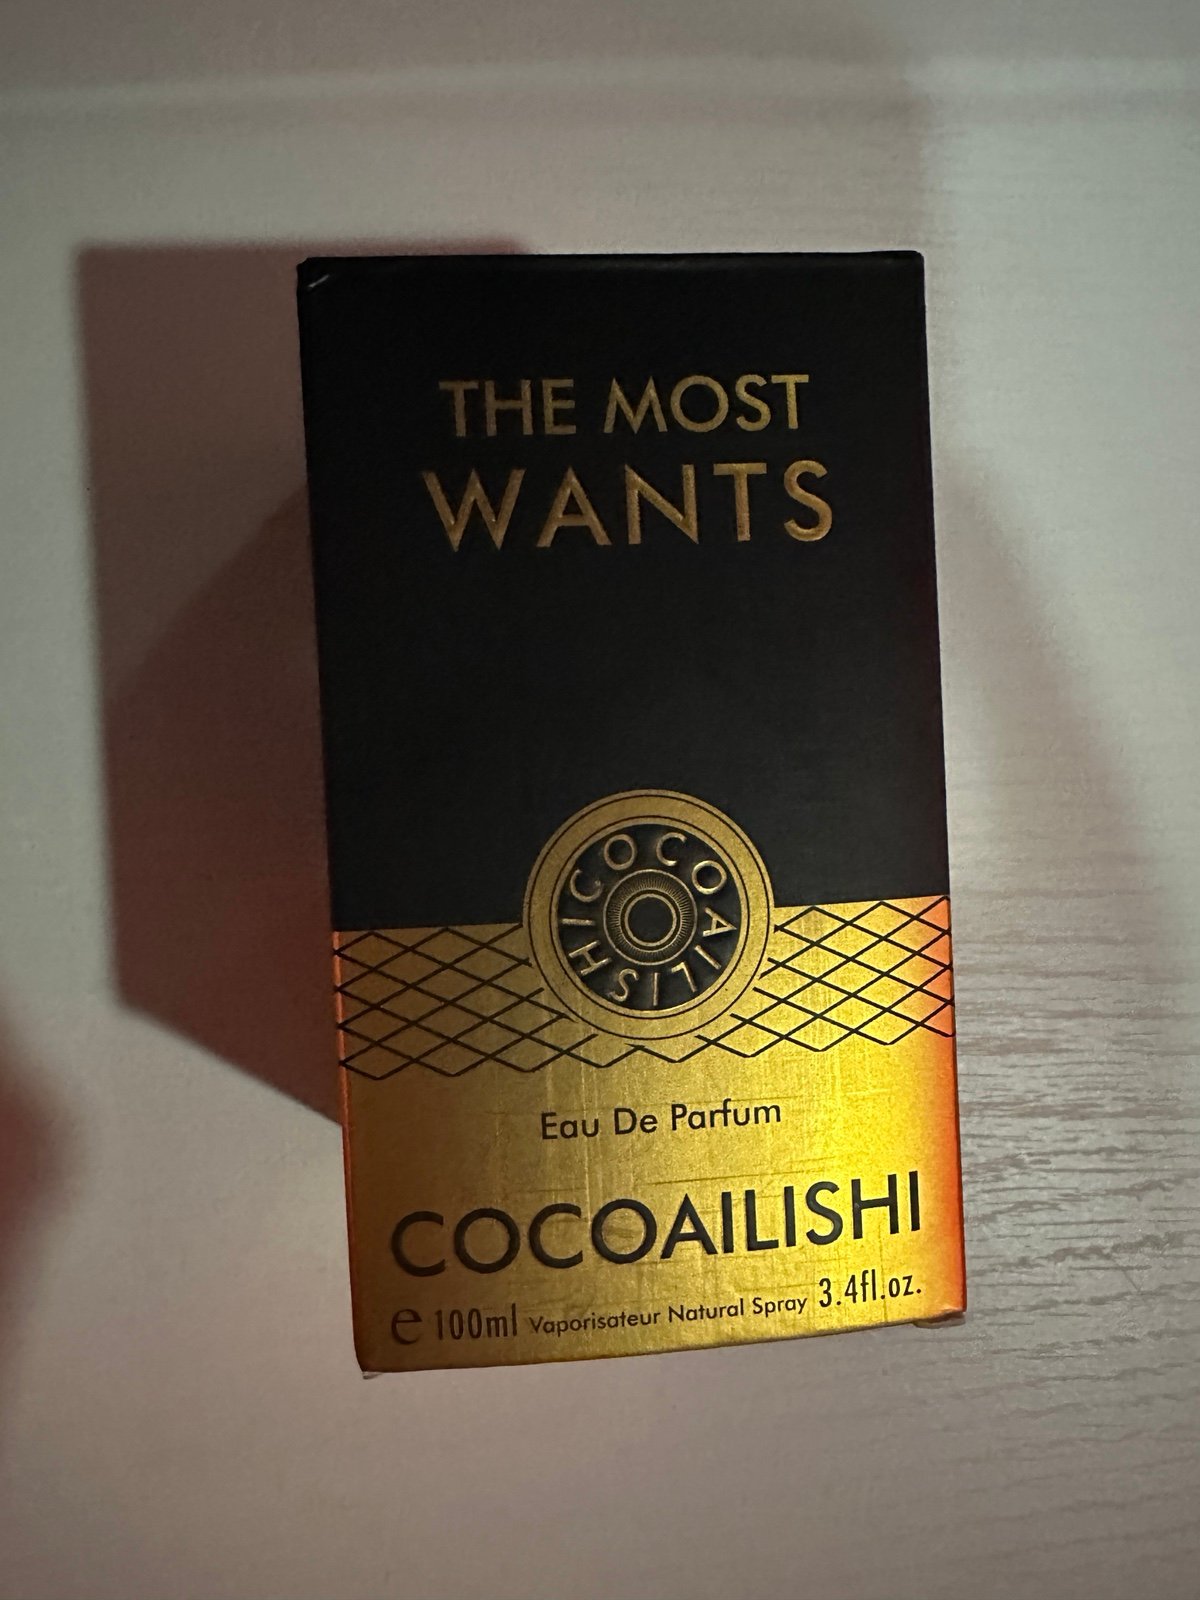 THE MOST
WANTS
COCOAILISHI
Eau De Parfum
COCOAILISHI
e 100ml Vaporisateur Natural Spray 3.4fl.oz.